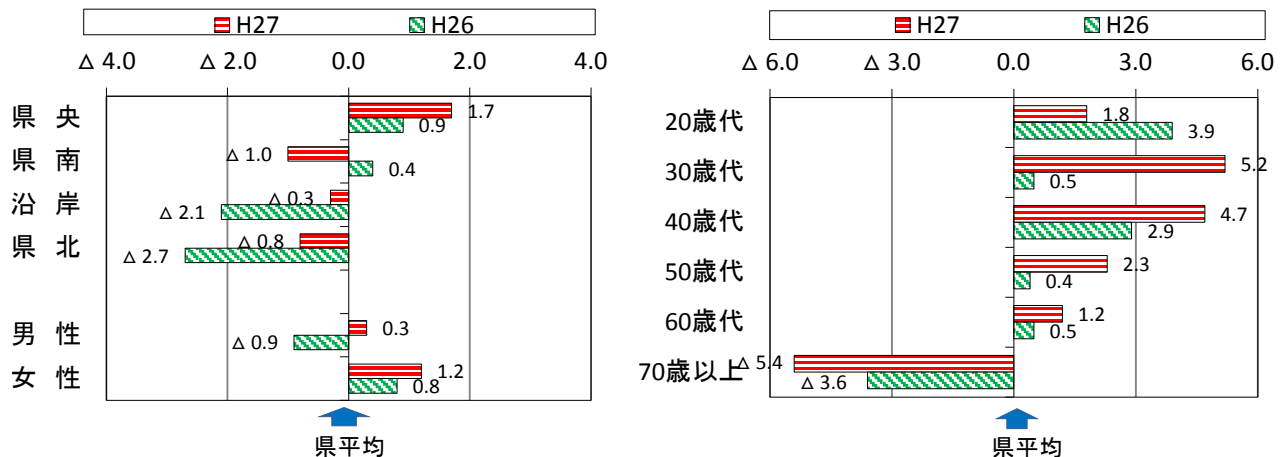 H27 H26
△ 4.0 △ 2.0 0.0 2.0 4.0
県 央 1.7
0.9
県 南 △ 1.0
0.4
沿 岸 △ 0.3
△ 2.1
県 北 △ 0.8
△ 2.7
男 性 0.3
△ 0.9
女 性 1.2
0.8
県平均
H27 H26
△ 6.0 △ 3.0 0.0 3.0 6.0
20歳代 1.8
3.9
30歳代 5.2
0.5
40歳代 4.7
2.9
50歳代 2.3
0.4
60歳代 1.2
0.5
70歳以上 △ 5.4
△ 3.6
県平均